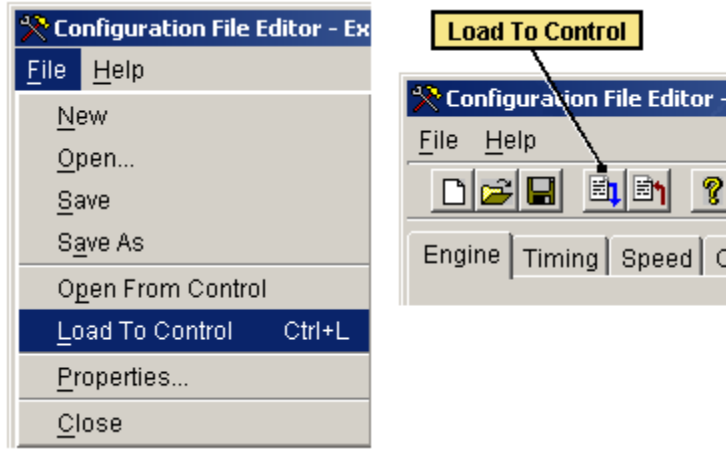 Configuration File Editor - Ex
File Help
New
Open...
Save
Save As
Open From Control
Load To Control Ctrl+L
Properties...
Close
Load To Control
Configuration File Editor -
File Help
Engine Timing Speed